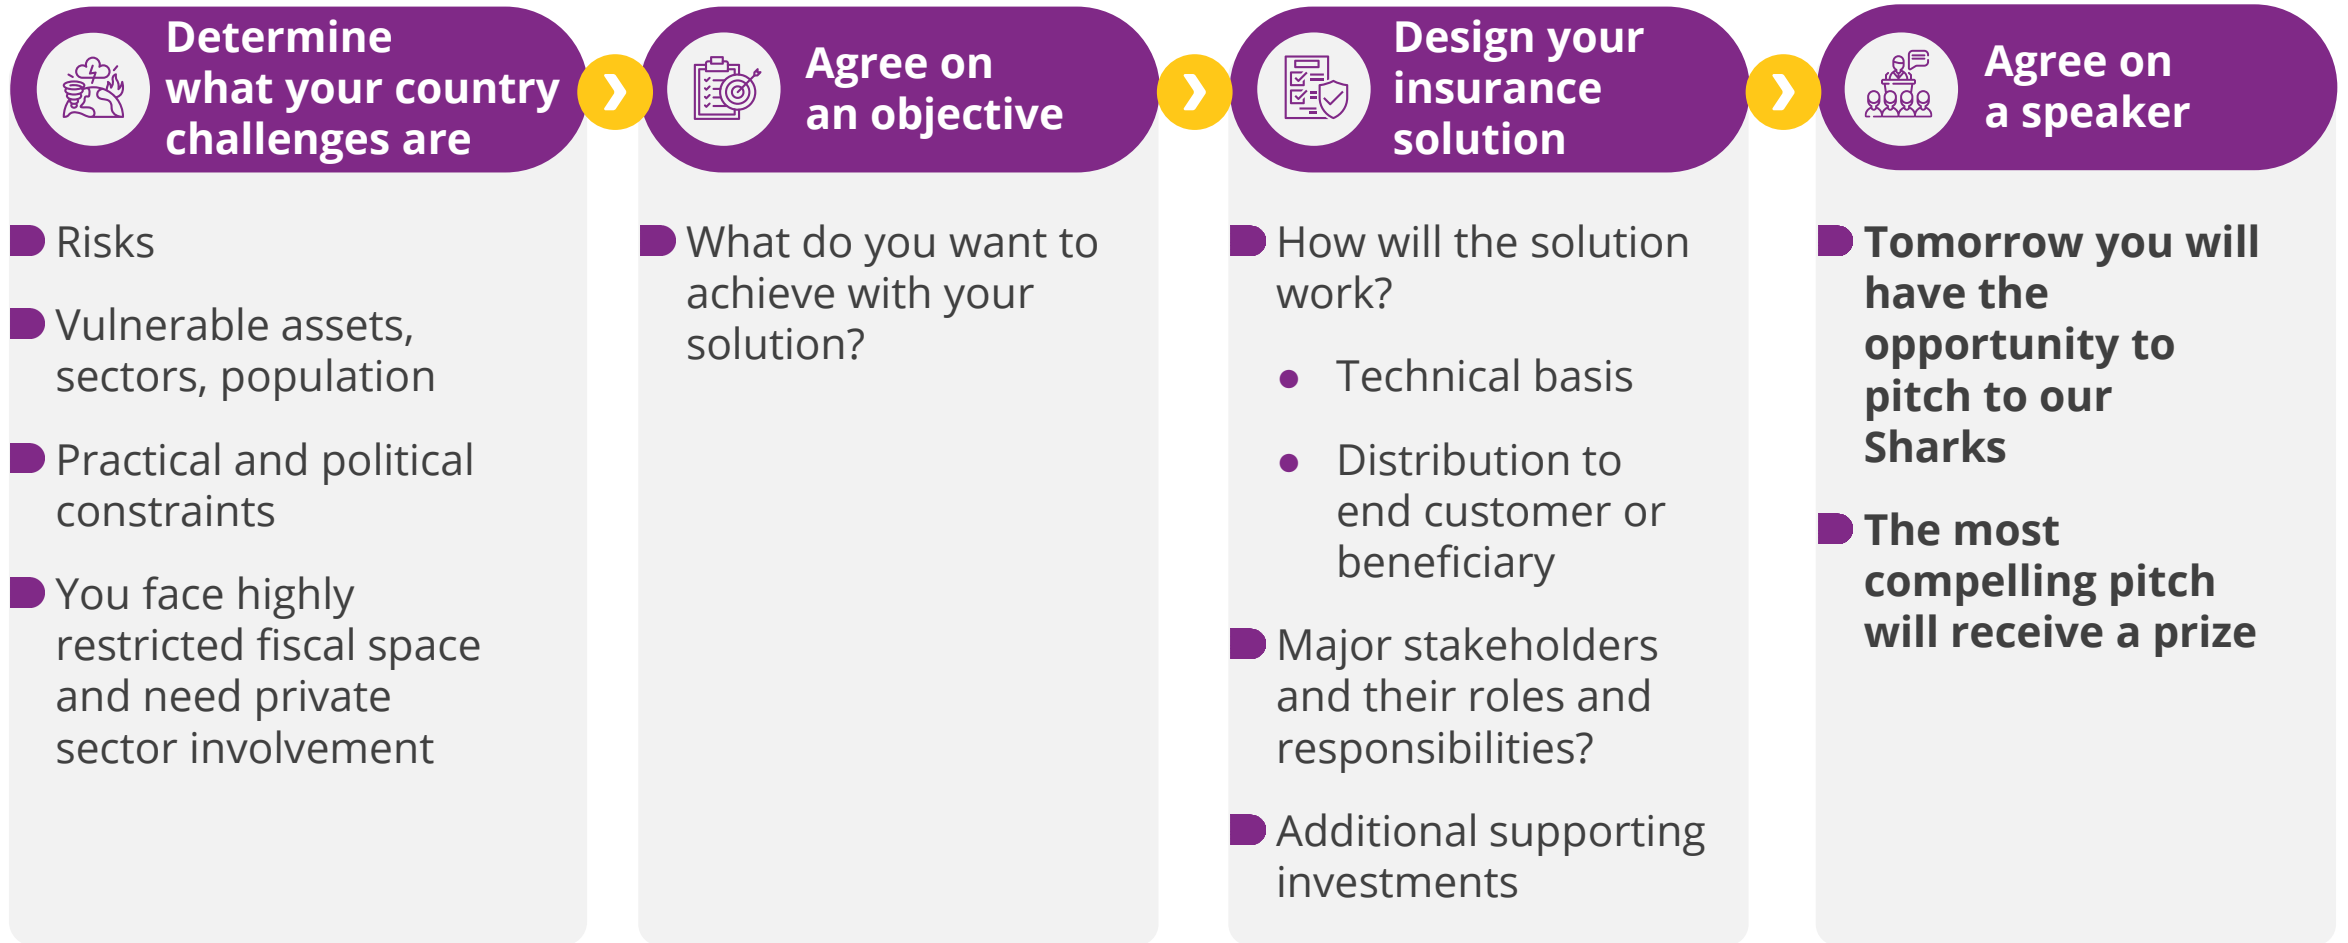 Determine
what your country
challenges are
Risks
Vulnerable assets,
sectors, population
Practical and political
constraints
You face highly
restricted fiscal space
and need private
sector involvement
Agree on
an objective
What do you want to
achieve with your
solution?
Design your
insurance
solution
How will the solution
work?
Technical basis
Distribution to
end customer or
beneficiary
Major stakeholders
and their roles and
responsibilities?
Additional supporting
investments
Agree on
a speaker
Tomorrow you will
have the
opportunity to
pitch to our
Sharks
The most
compelling pitch
will receive a prize